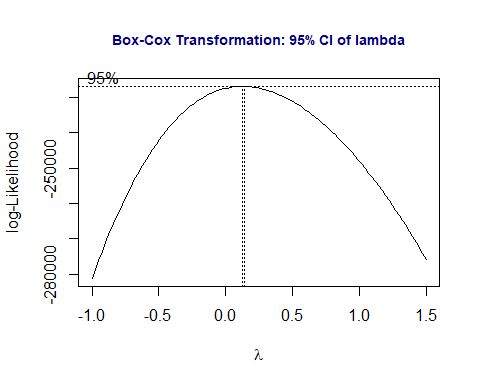 Box-Cox Transformation: 95% CI of lambda
95%
log-Likelihood
-250000
-280000
-1.0 -0.5 0.0 0.5 1.0 1.5
λ